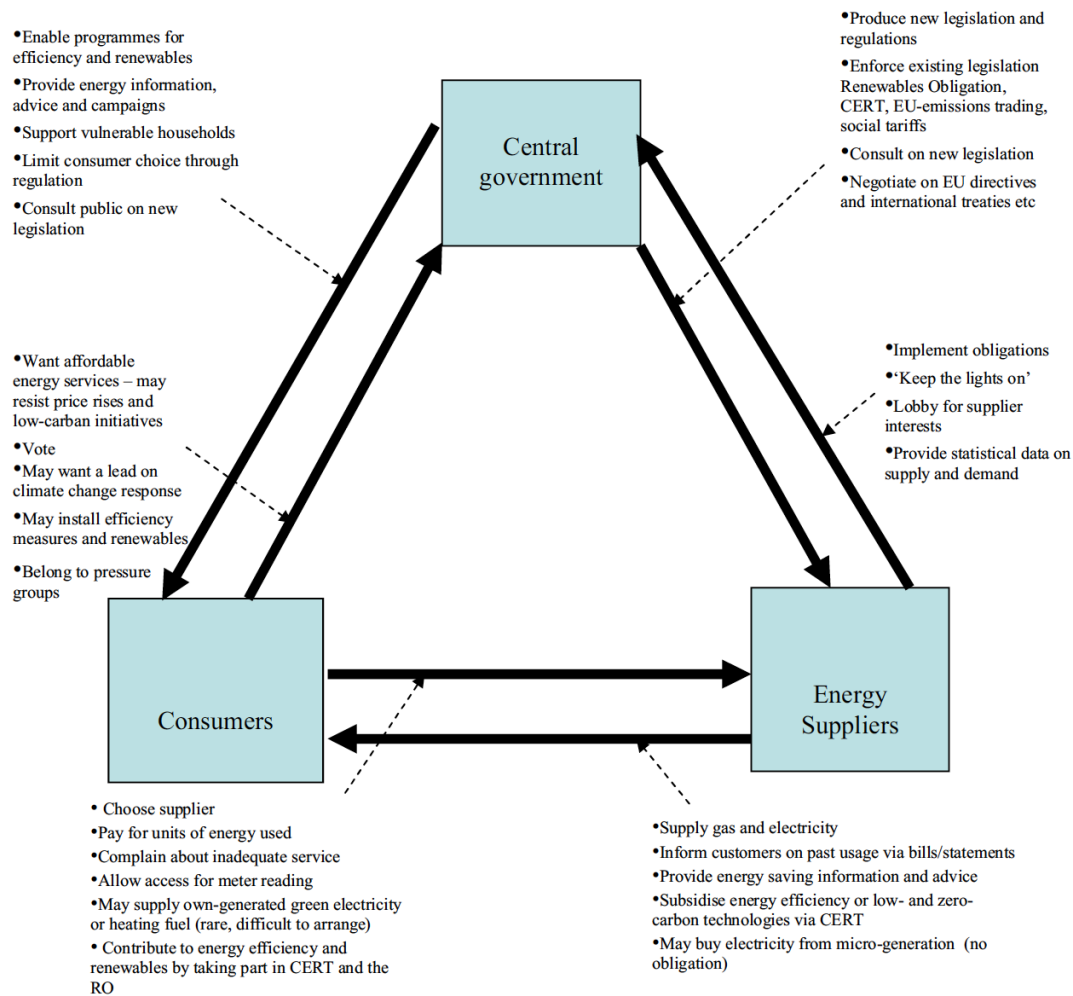 •Enable programmes for
efficiency and renewables
•Provide energy information,
advice and campaigns
•Support vulnerable households
•Limit consumer choice through
regulation
•Consult public on new
legislation
•Produce new legislation and
regulations
•Enforce existing legislation
Renewables Obligation,
CERT, EU-emissions trading,
social tariffs
•Consult on new legislation
•Negotiate on EU directives
and international treaties etc
Central
government
•Want affordable
energy services – may
resist price rises and
low-carban initiatives
•Vote
•May want a lead on
climate change response
•May install efficiency
measures and renewables
•Belong to pressure
groups
•Implement obligations
•‘Keep the lights on’
•Lobby for supplier
interests
•Provide statistical data on
supply and demand
Consumers
Energy
Suppliers
• Choose supplier
•Pay for units of energy used
•Complain about inadequate service
•Allow access for meter reading
•May supply own-generated green electricity
or heating fuel (rare, difficult to arrange)
• Contribute to energy efficiency and
renewables by taking part in CERT and the
RO
•Supply gas and electricity
•Inform customers on past usage via bills/statements
•Provide energy saving information and advice
•Subsidise energy efficiency or low- and zero-
carbon technologies via CERT
•May buy electricity from micro-generation (no
obligation)